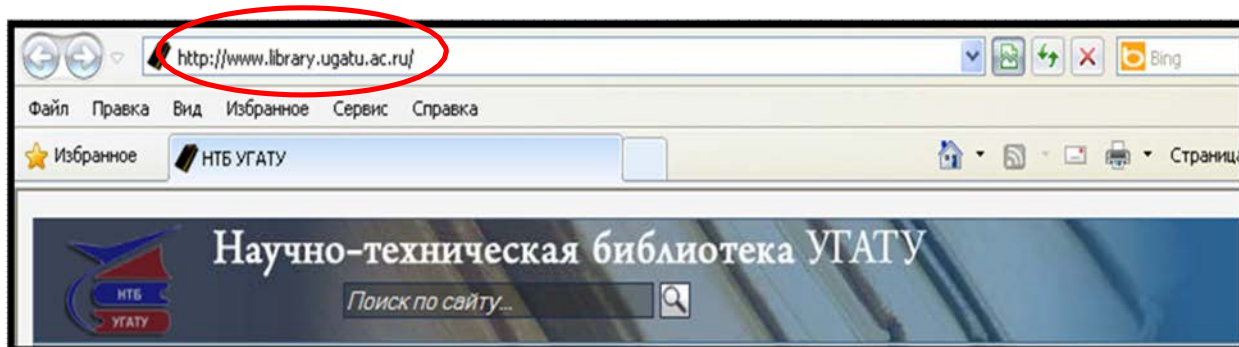 http://www.library.ugatu.ac.ru/ Bing
Файл Правка Вид Избранное Сервис Справка
Избранное НТБ УГАТУ Страница
Научно-техническая библиотека УГАТУ
Поиск по сайту...
НТБ
УГАТУ